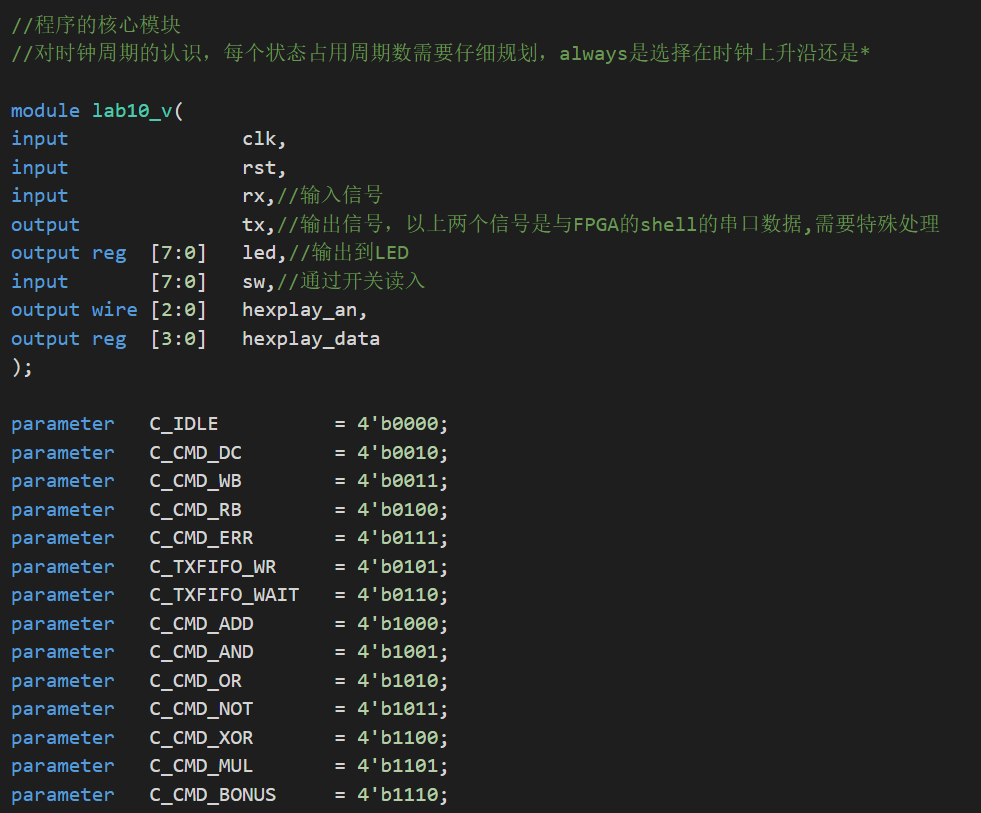 //程序的核心模块
//对时钟周期的认识，每个状态占用周期数需要仔细规划，always是选择在时钟上升沿还是*
module lab10_v(
input                clk,
input                rst,
input                rx,//输入信号
output               tx,//输出信号，以上两个信号是与FPGA的shell的串口数据,需要特殊处理
output reg   [7:0]   led,//输出到LED
input        [7:0]   sw,//通过开关读入
output wire [2:0]   hexplay_an,
output reg   [3:0]   hexplay_data
);
parameter   C_IDLE          = 4'b0000;
parameter   C_CMD_DC        = 4'b0010;
parameter   C_CMD_WB        = 4'b0011;
parameter   C_CMD_RB        = 4'b0100;
parameter   C_CMD_ERR       = 4'b0111;
parameter   C_TXFIFO_WR     = 4'b0101;
parameter   C_TXFIFO_WAIT   = 4'b0110;
parameter   C_CMD_ADD       = 4'b1000;
parameter   C_CMD_AND       = 4'b1001;
parameter   C_CMD_OR        = 4'b1010;
parameter   C_CMD_NOT       = 4'b1011;
parameter   C_CMD_XOR       = 4'b1100;
parameter   C_CMD_MUL       = 4'b1101;
parameter   C_CMD_BONUS     = 4'b1110;